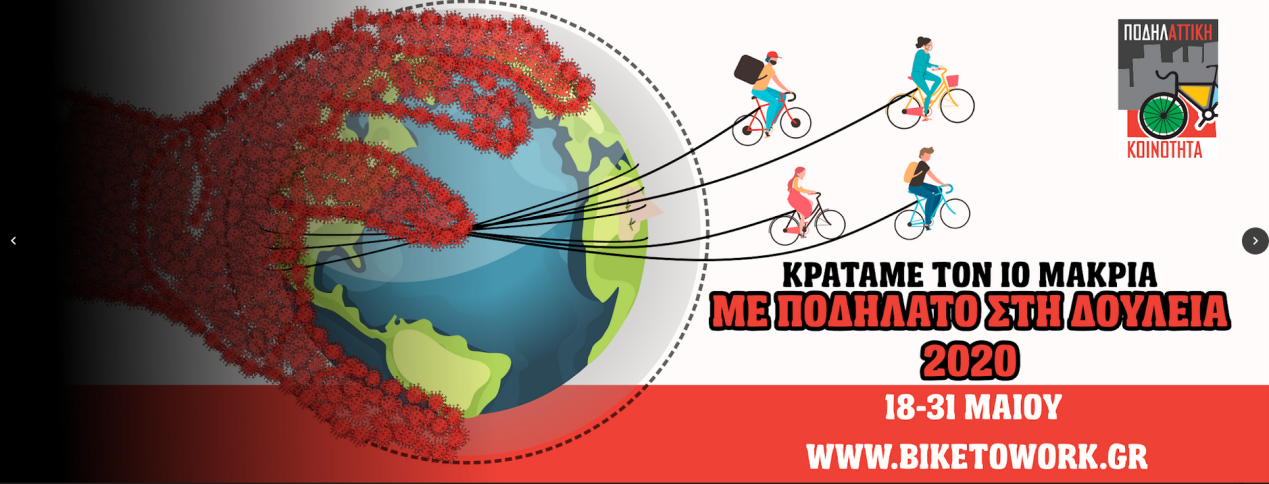 ΠΟΔΗΛΑΤΤΙΚΗ
ΚΟΙΝΟΤΗΤΑ
ΚΡΑΤΑΜΕ ΤΟΝ ΙΟ ΜΑΚΡΙΑ
ΜΕ ΠΟΔΗΛΑΤΟ ΣΤΗ ΔΟΥΛΕΙΑ
2020
18-31 ΜΑΙΟΥ
WWW.BIKETOWORK.GR